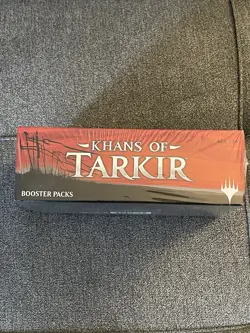 KHANS OF
TARKIR
BOOSTER PACKS